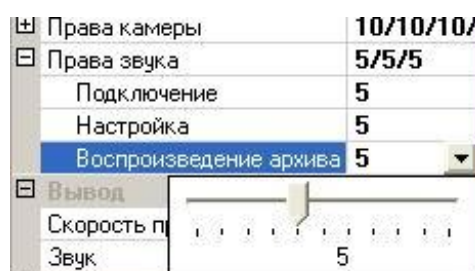 Права камеры 10/10/10/
Права звука 5/5/5
Подключение 5
Настройка 5
Воспроизведение архива 5
Вывод
Скорость
Звук 5